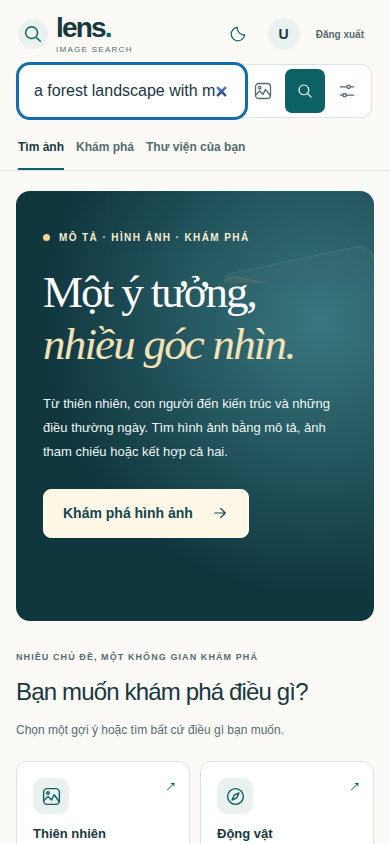 lens.
IMAGE SEARCH
U
Đăng xuất
a forest landscape with m
Tìm ảnh
Khám phá
Thư viện của bạn
MÔ TẢ · HÌNH ẢNH · KHÁM PHÁ
Một ý tưởng,
nhiều góc nhìn.
Từ thiên nhiên, con người đến kiến trúc và những
điều thường ngày. Tìm hình ảnh bằng mô tả, ảnh
tham chiếu hoặc kết hợp cả hai.
Khám phá hình ảnh
NHIỀU CHỦ ĐỀ, MỘT KHÔNG GIAN KHÁM PHÁ
Bạn muốn khám phá điều gì?
Chọn một gợi ý hoặc tìm bất cứ điều gì bạn muốn.
Thiên nhiên
Động vật